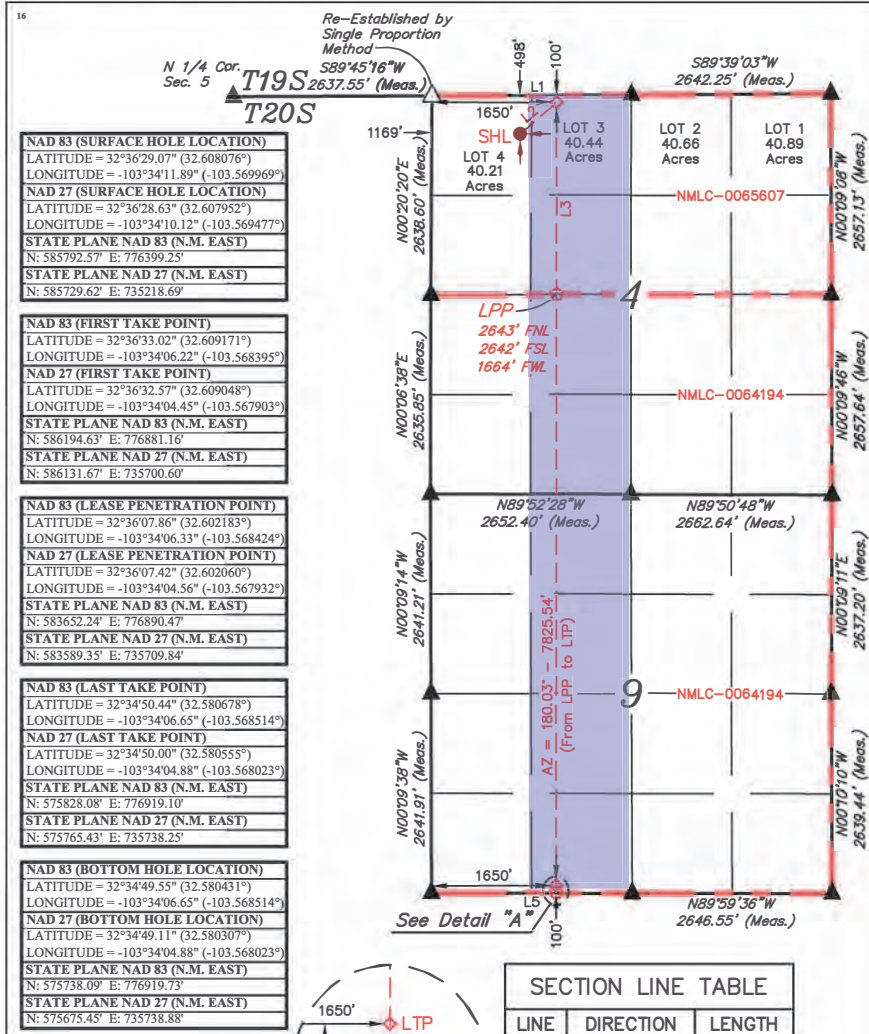 16
Re-Established by
Single Proportion
Method
N 1/4 Cor.
Sec. 5
T19S
T20S
S89°45'16"W
2637.55' (Meas.)
498'
100'
L1
S89°39'03"W
2642.25' (Meas.)
1650'
L2
1169'
SHL
LOT 4
40.21
Acres
LOT 3
40.44
Acres
LOT 2
40.66
Acres
LOT 1
40.89
Acres
N00°20'20"E
2638.60' (Meas.)
NMLC-0065607
N00°09'08"W
2657.13' (Meas.)
L3
LPP
2643' FNL
2642' FSL
1664' FWL
4
N00°06'38"E
2635.85' (Meas.)
NMLC-0064194
N00°09'46"W
2657.64' (Meas.)
N89°52'28"W
2652.40' (Meas.)
N89°50'48"W
2662.64' (Meas.)
N00°09'14"W
2641.21' (Meas.)
N00°09'11"E
2637.20' (Meas.)
AZ = 180.03° - 7825.54'
(From LPP to LTP)
9
NMLC-0064194
N00°09'38"W
2641.91' (Meas.)
N00°10'10"W
2639.44' (Meas.)
1650'
L5
See Detail "A"
100'
N89°59'36"W
2646.55' (Meas.)
NAD 83 (SURFACE HOLE LOCATION)
LATITUDE = 32°36'29.07" (32.608076°)
LONGITUDE = -103°34'11.89" (-103.569969°)
NAD 27 (SURFACE HOLE LOCATION)
LATITUDE = 32°36'28.63" (32.607952°)
LONGITUDE = -103°34'10.12" (-103.569477°)
STATE PLANE NAD 83 (N.M. EAST)
N: 585792.57' E: 776399.25'
STATE PLANE NAD 27 (N.M. EAST)
N: 585729.62' E: 735218.69'
NAD 83 (FIRST TAKE POINT)
LATITUDE = 32°36'33.02" (32.609171°)
LONGITUDE = -103°34'06.22" (-103.568395°)
NAD 27 (FIRST TAKE POINT)
LATITUDE = 32°36'32.57" (32.609048°)
LONGITUDE = -103°34'04.45" (-103.567903°)
STATE PLANE NAD 83 (N.M. EAST)
N: 586194.63' E: 776881.16'
STATE PLANE NAD 27 (N.M. EAST)
N: 586131.67' E: 735700.60'
NAD 83 (LEASE PENETRATION POINT)
LATITUDE = 32°36'07.86" (32.602183°)
LONGITUDE = -103°34'06.33" (-103.568424°)
NAD 27 (LEASE PENETRATION POINT)
LATITUDE = 32°36'07.42" (32.602060°)
LONGITUDE = -103°34'04.56" (-103.567932°)
STATE PLANE NAD 83 (N.M. EAST)
N: 583652.24' E: 776890.47'
STATE PLANE NAD 27 (N.M. EAST)
N: 583589.35' E: 735709.84'
NAD 83 (LAST TAKE POINT)
LATITUDE = 32°34'50.44" (32.580678°)
LONGITUDE = -103°34'06.65" (-103.568514°)
NAD 27 (LAST TAKE POINT)
LATITUDE = 32°34'50.00" (32.580555°)
LONGITUDE = -103°34'04.88" (-103.568023°)
STATE PLANE NAD 83 (N.M. EAST)
N: 575828.08' E: 776919.10'
STATE PLANE NAD 27 (N.M. EAST)
N: 575765.43' E: 735738.25'
NAD 83 (BOTTOM HOLE LOCATION)
LATITUDE = 32°34'49.55" (32.580431°)
LONGITUDE = -103°34'06.65" (-103.568514°)
NAD 27 (BOTTOM HOLE LOCATION)
LATITUDE = 32°34'49.11" (32.580307°)
LONGITUDE = -103°34'04.88" (-103.568023°)
STATE PLANE NAD 83 (N.M. EAST)
N: 575738.09' E: 776919.73'
STATE PLANE NAD 27 (N.M. EAST)
N: 575675.45' E: 735738.88'
1650'
LTP
SECTION LINE TABLE
LINE DIRECTION LENGTH